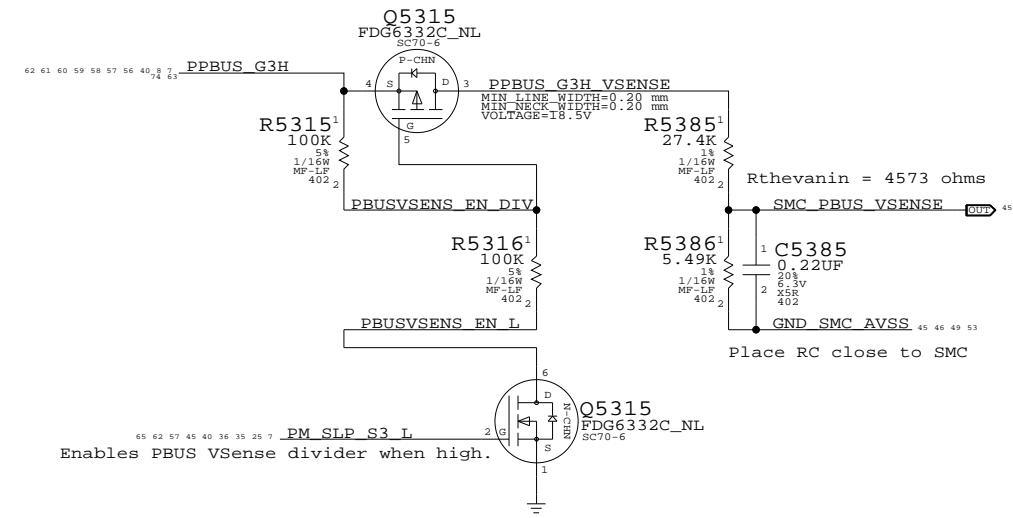 Q5315
FDG6332C_NL
SC70-6
P-CHN
62 61 60 59 58 57 56 40 8 7
74 63
PPBUS_G3H
4
S
D
3
G
5
PPBUS_G3H_VSENSE
MIN_LINE_WIDTH=0.20 mm
MIN_NECK_WIDTH=0.20 mm
VOLTAGE=18.5V
R5315
1
100K
5%
1/16W
MF-LF
402
2
R5385
1
27.4K
1%
1/16W
MF-LF
402
2
Rthevanin = 4573 ohms
PBUSVSENS_EN_DIV
SMC_PBUS_VSENSE
OUT
45
R5316
1
100K
5%
1/16W
MF-LF
402
2
R5386
1
5.49K
1%
1/16W
MF-LF
402
2
1
C5385
0.22UF
20%
6.3V
X5R
402
2
PBUSVSENS_EN_L
GND_SMC_AVSS
45 46 49 53
Place RC close to SMC
6
D
N-CHN
Q5315
FDG6332C_NL
SC70-6
65 62 57 45 40 36 35 25 7
PM_SLP_S3_L
2
G
S
1
Enables PBUS VSense divider when high.